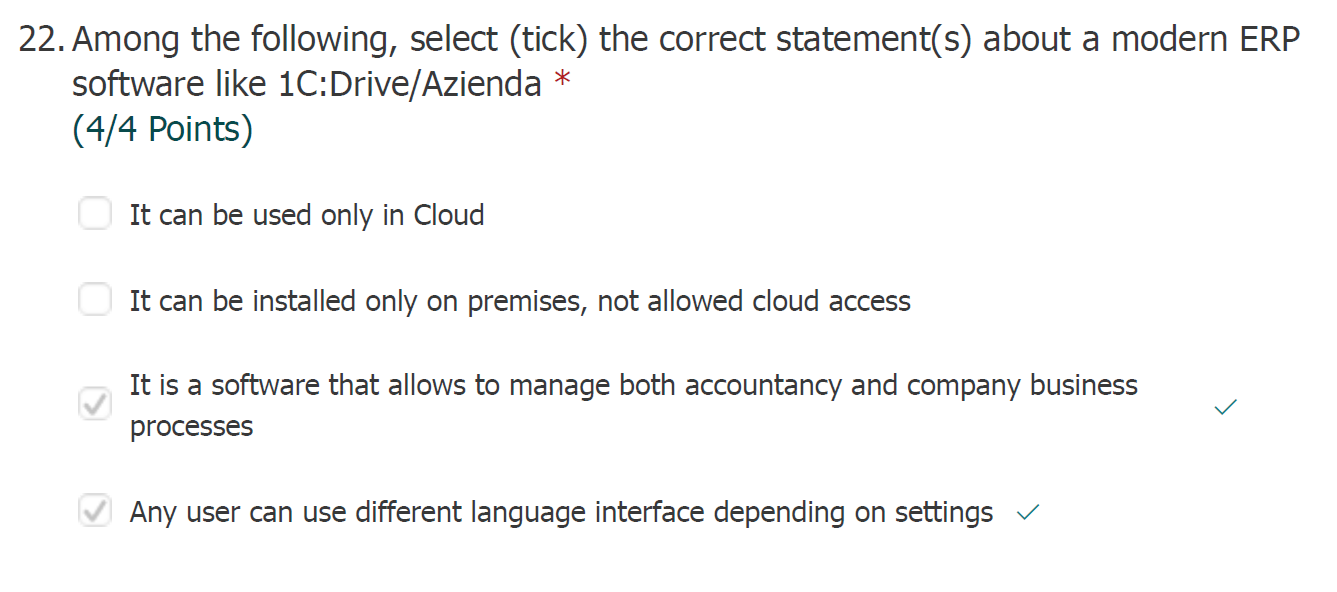 22. Among the following, select (tick) the correct statement(s) about a modern ERP
software like 1C:Drive/Azienda *
(4/4 Points)
It can be used only in Cloud
It can be installed only on premises, not allowed cloud access
It is a software that allows to manage both accountancy and company business
processes
Any user can use different language interface depending on settings